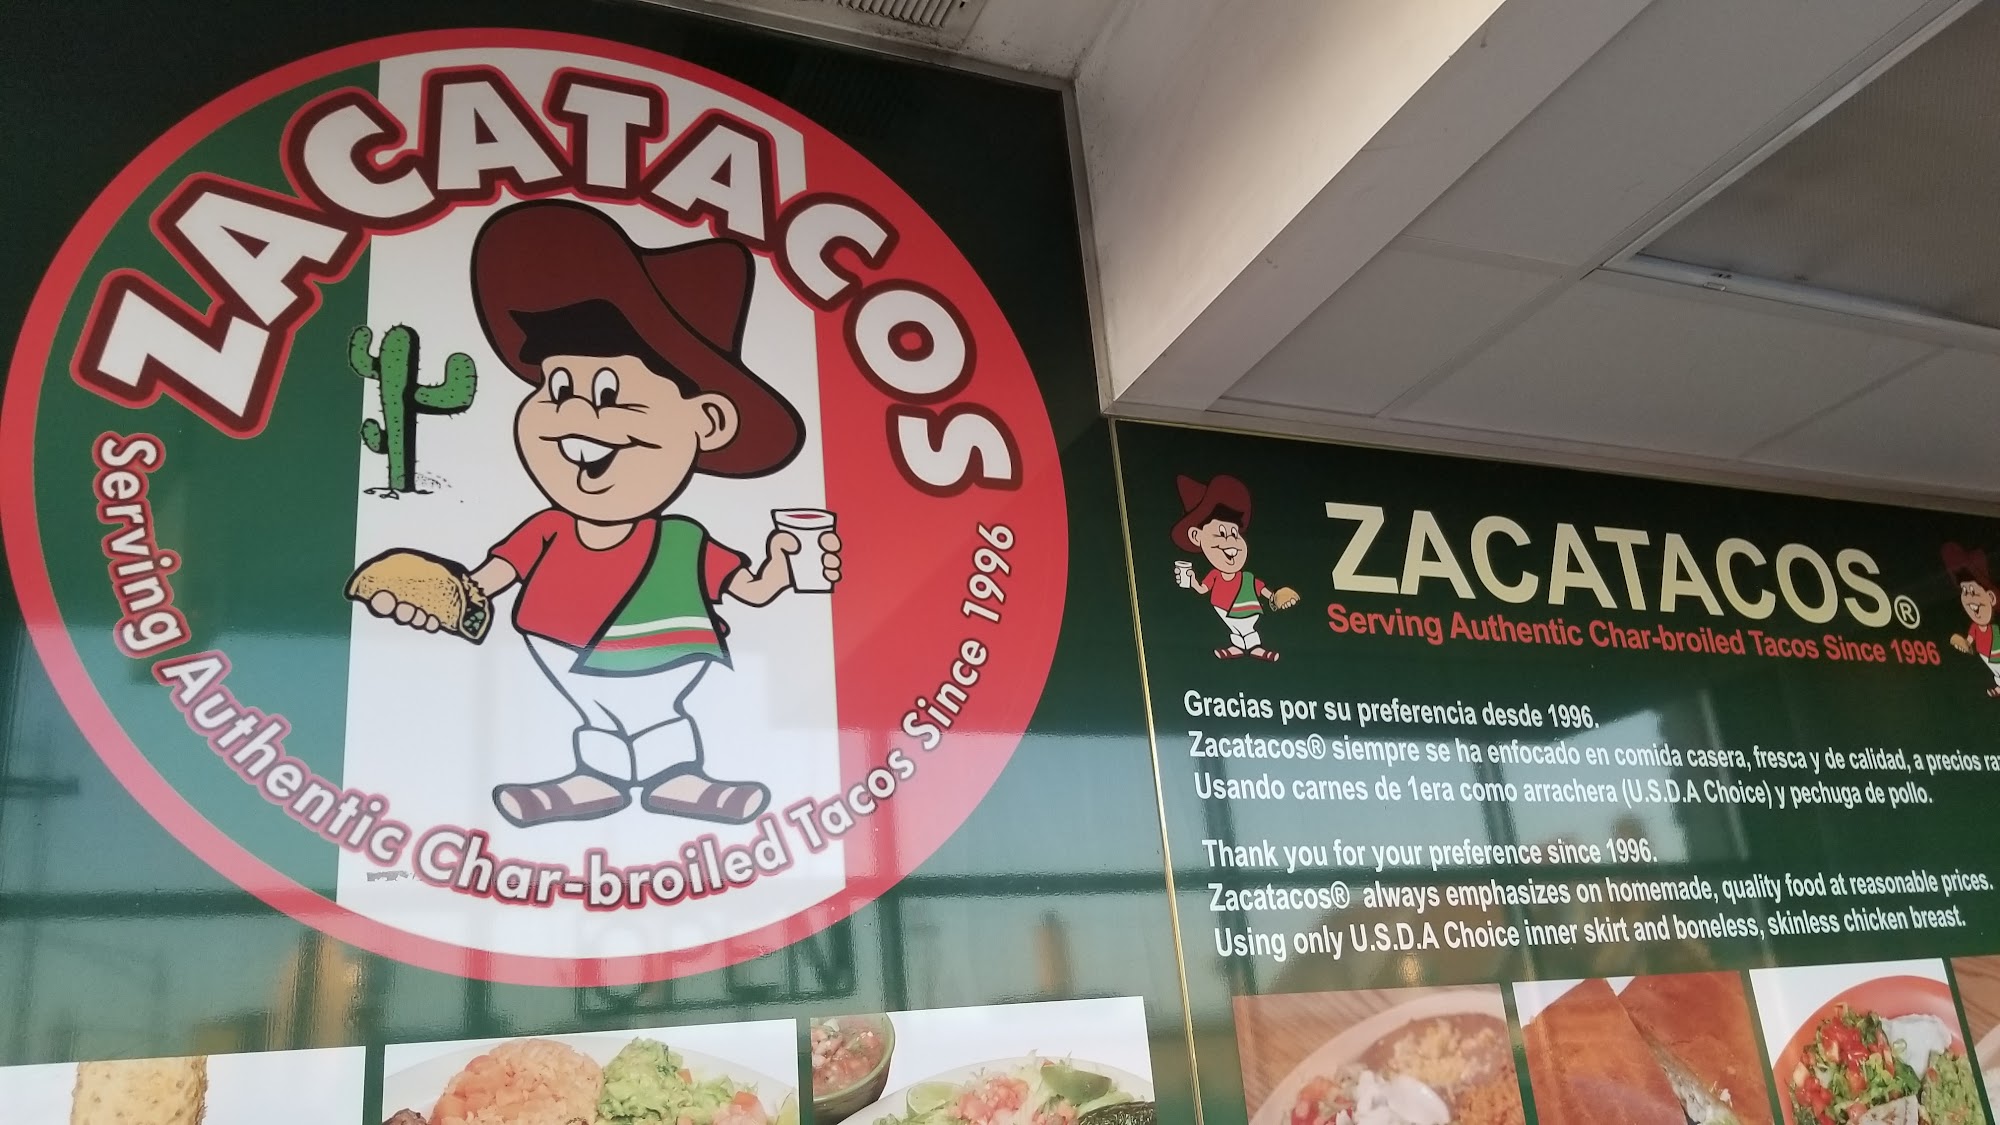 ZACATACOS
Serving Authentic Char-broiled Tacos Since 1996
ZACATACOS®
Serving Authentic Char-broiled Tacos Since 1996
Gracias por su preferencia desde 1996.
Zacatacos® siempre se ha enfocado en comida casera, fresca y de calidad, a precios
Usando carnes de 1era como arrachera (U.S.D.A Choice) y pechuga de pollo.
Thank you for your preference since 1996.
Zacatacos® always emphasizes on homemade, quality food at reasonable prices.
Using only U.S.D.A Choice inner skirt and boneless, skinless chicken breast.
OPEN